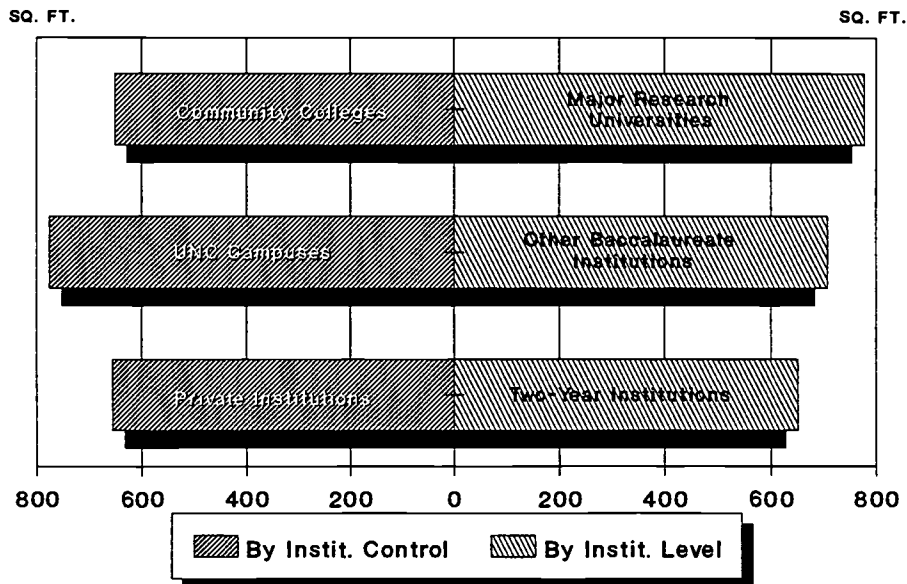 SQ. FT. SQ. FT.
Community Colleges Major Research
Universities
UNC Campuses Other Baccalaureate
Institutions
Private Institutions Two-Year Institutions
800 600 400 200 0 200 400 600 800
By Instit. Control By Instit. Level